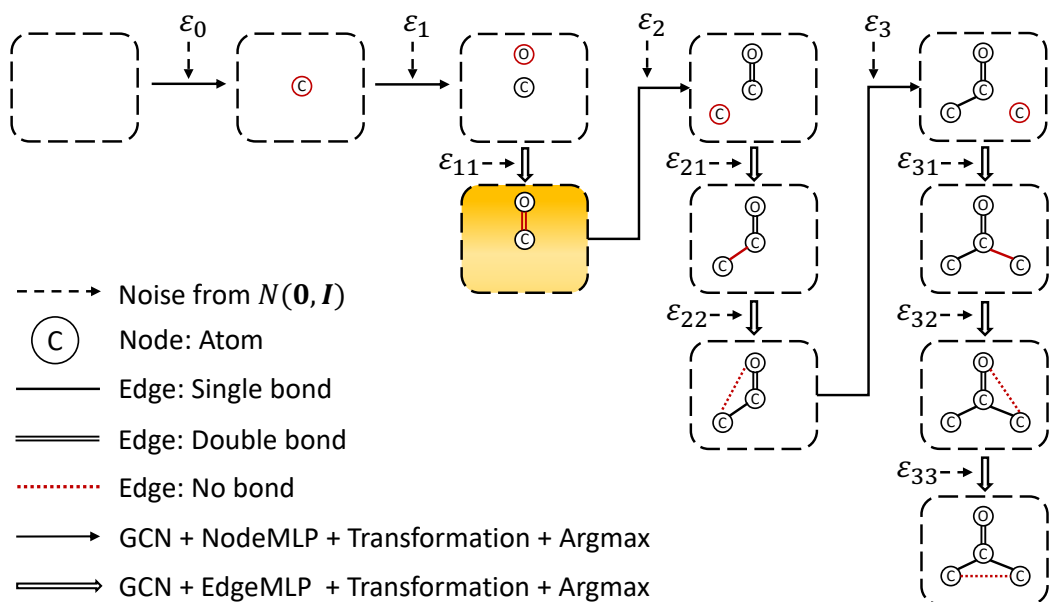 ε₀ ε₁ ε₂ ε₃
C
O
C
O
C
C
O
C
C
ε₁₁ ε₂₁ ε₃₁
O
C
O
C
C
O
C
C C
ε₂₂ ε₃₂
O
C
C
O
C
C C
ε₃₃
O
C
C C
Noise from N(0, I)
C Node: Atom
Edge: Single bond
Edge: Double bond
Edge: No bond
GCN + NodeMLP + Transformation + Argmax
GCN + EdgeMLP + Transformation + Argmax